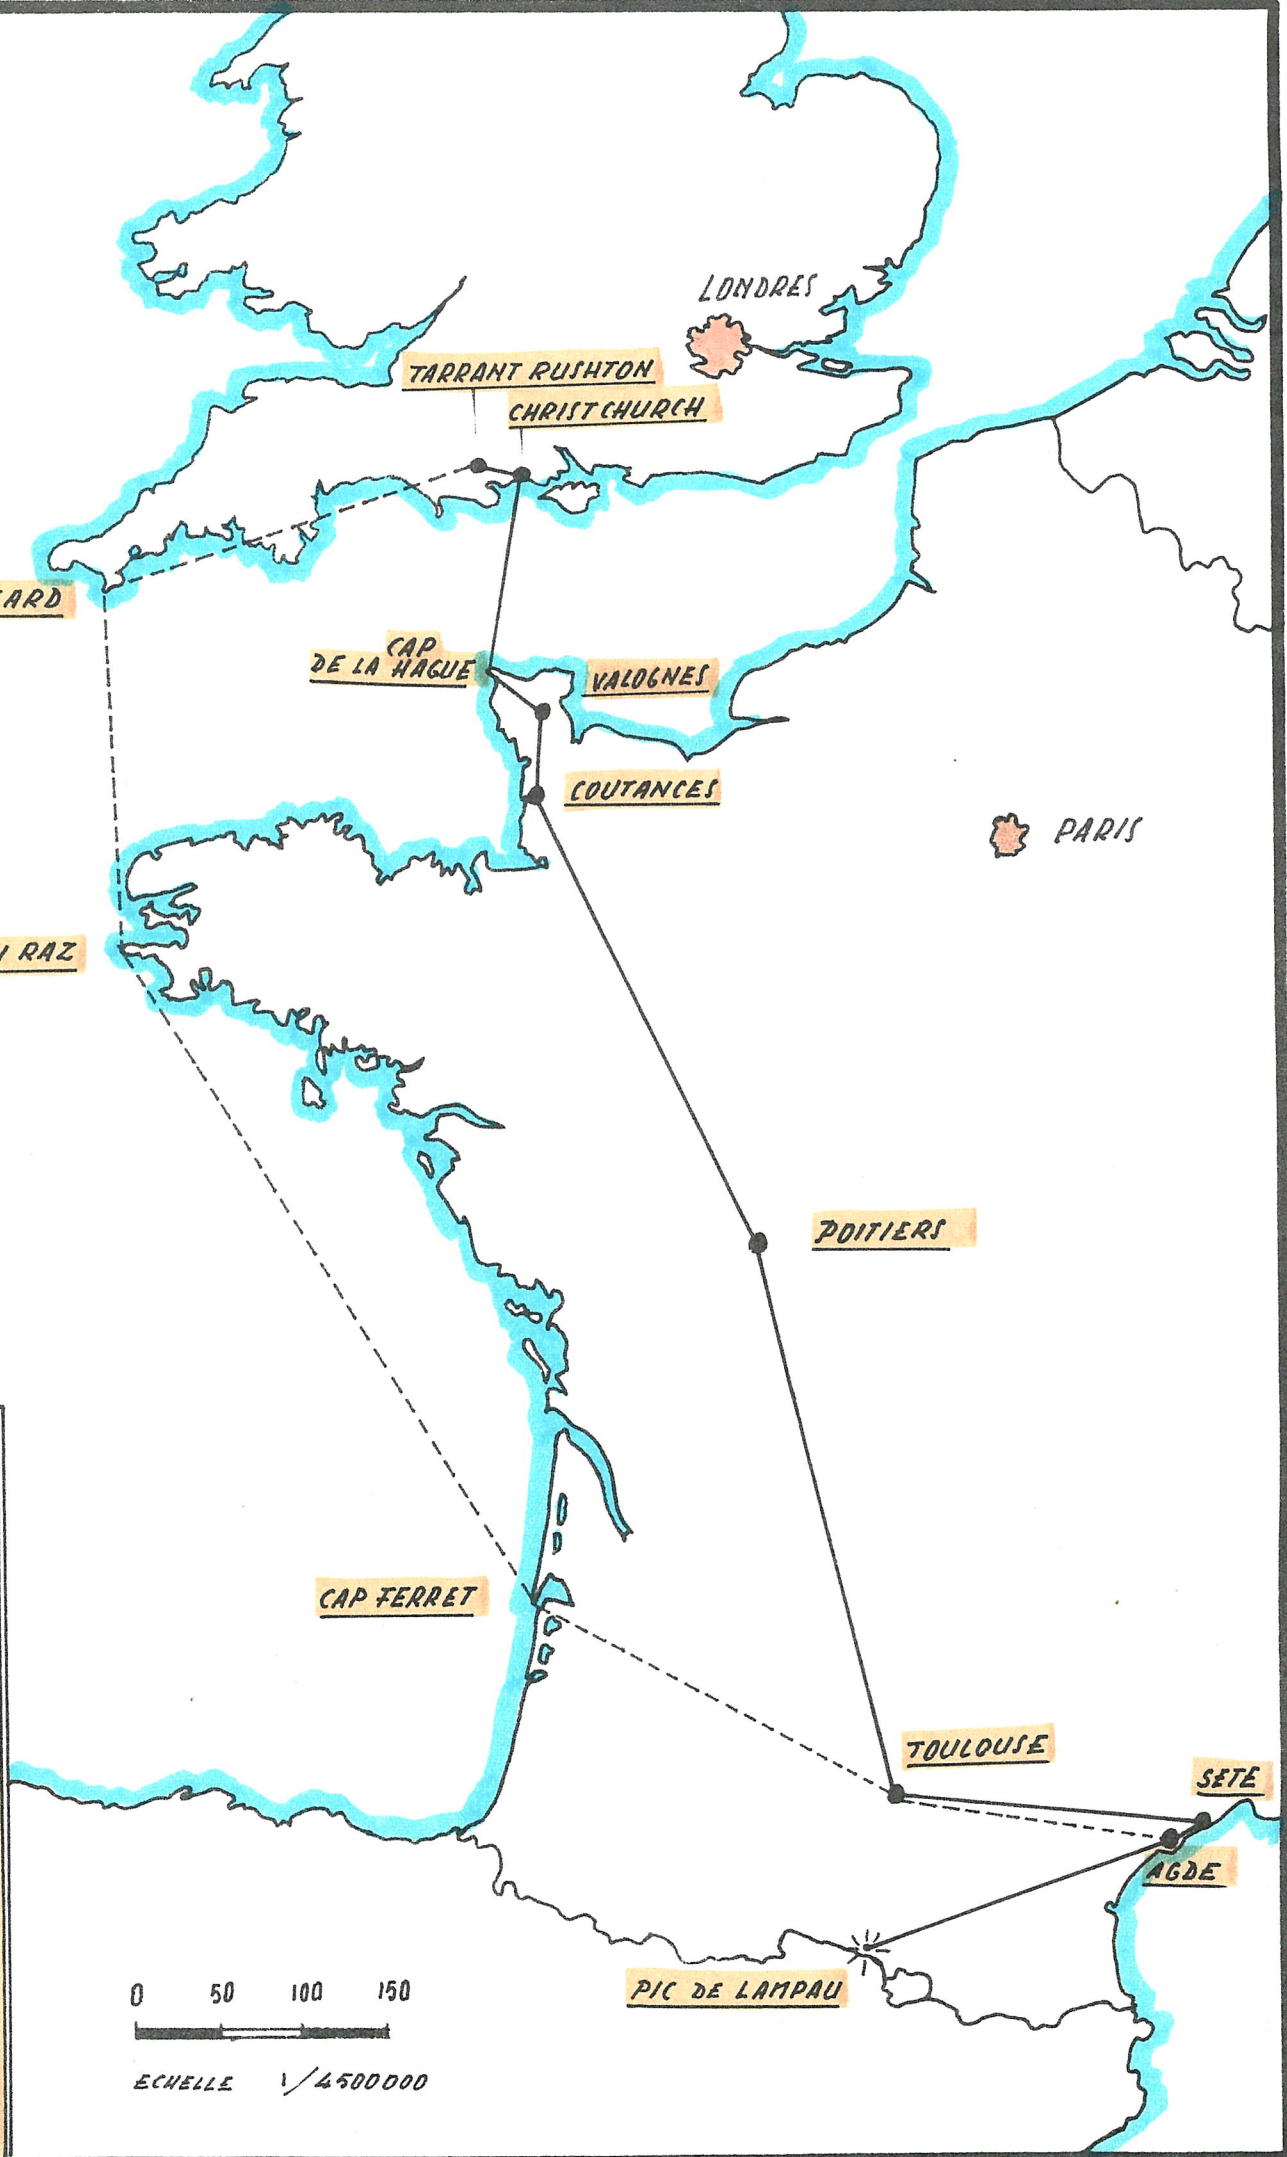 LONDRES
TARRANT RUSHTON
CHRISTCHURCH
ZARD
CAP
DE LA HAGUE
VALOGNES
COUTANCES
PARIS
RAZ
POITIERS
CAP FERRET
TOULOUSE
SETE
AGDE
PIC DE LAMPAU
0 50 100 150
ECHELLE 1/4500000